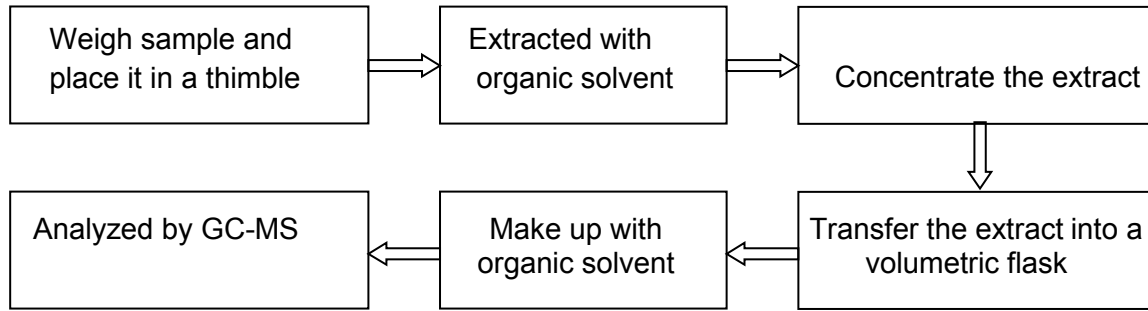 Weigh sample and
place it in a thimble
Extracted with
organic solvent
Concentrate the extract
Transfer the extract into a
volumetric flask
Make up with
organic solvent
Analyzed by GC-MS